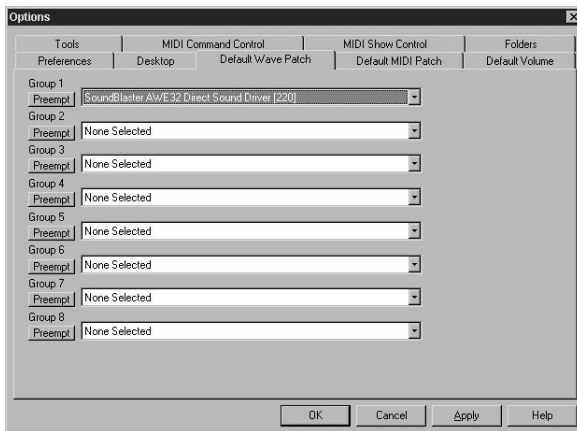 Options
Tools MIDI Command Control MIDI Show Control Folders
Preferences Desktop Default Wave Patch Default MIDI Patch Default Volume
Group 1
Preempt SoundBlaster AWE32 Direct Sound Driver [220]
Group 2
Preempt None Selected
Group 3
Preempt None Selected
Group 4
Preempt None Selected
Group 5
Preempt None Selected
Group 6
Preempt None Selected
Group 7
Preempt None Selected
Group 8
Preempt None Selected
OK Cancel Apply Help